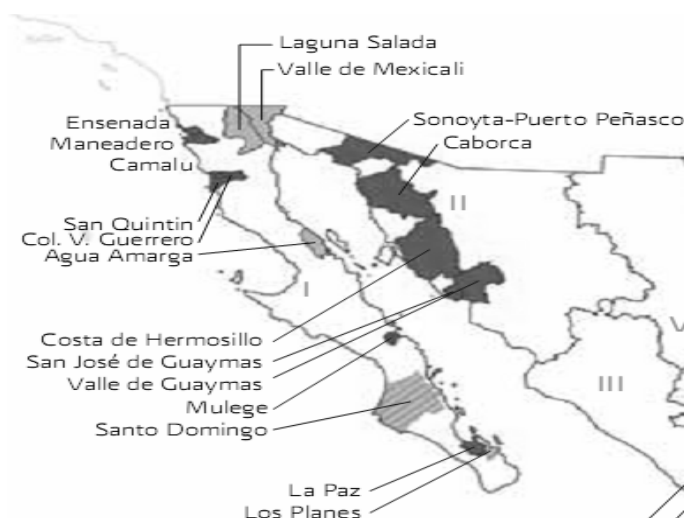 Laguna Salada
Valle de Mexicali
Ensenada
Maneadero
Camalu
Sonoyta-Puerto Peñasco
Caborca
II
San Quintin
Col. V. Guerrero
Agua Amarga
I
Costa de Hermosillo
San José de Guaymas
Valle de Guaymas
Mulege
Santo Domingo
III
La Paz
Los Planes